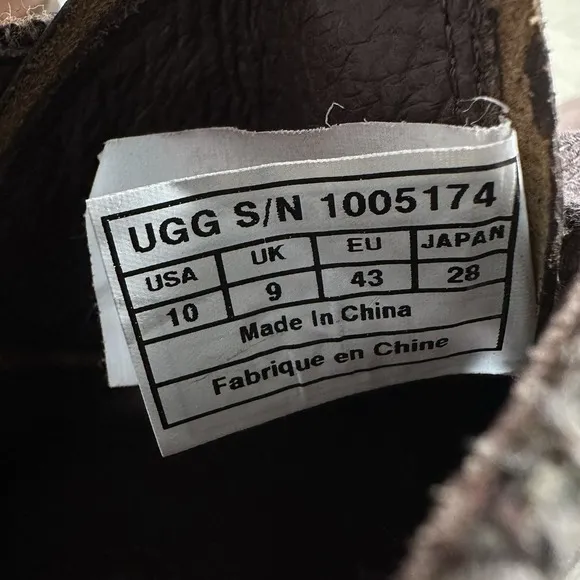 UGG S/N 1005174
USA UK EU JAPAN
10 9 43 28
Made In China
Fabrique en Chine